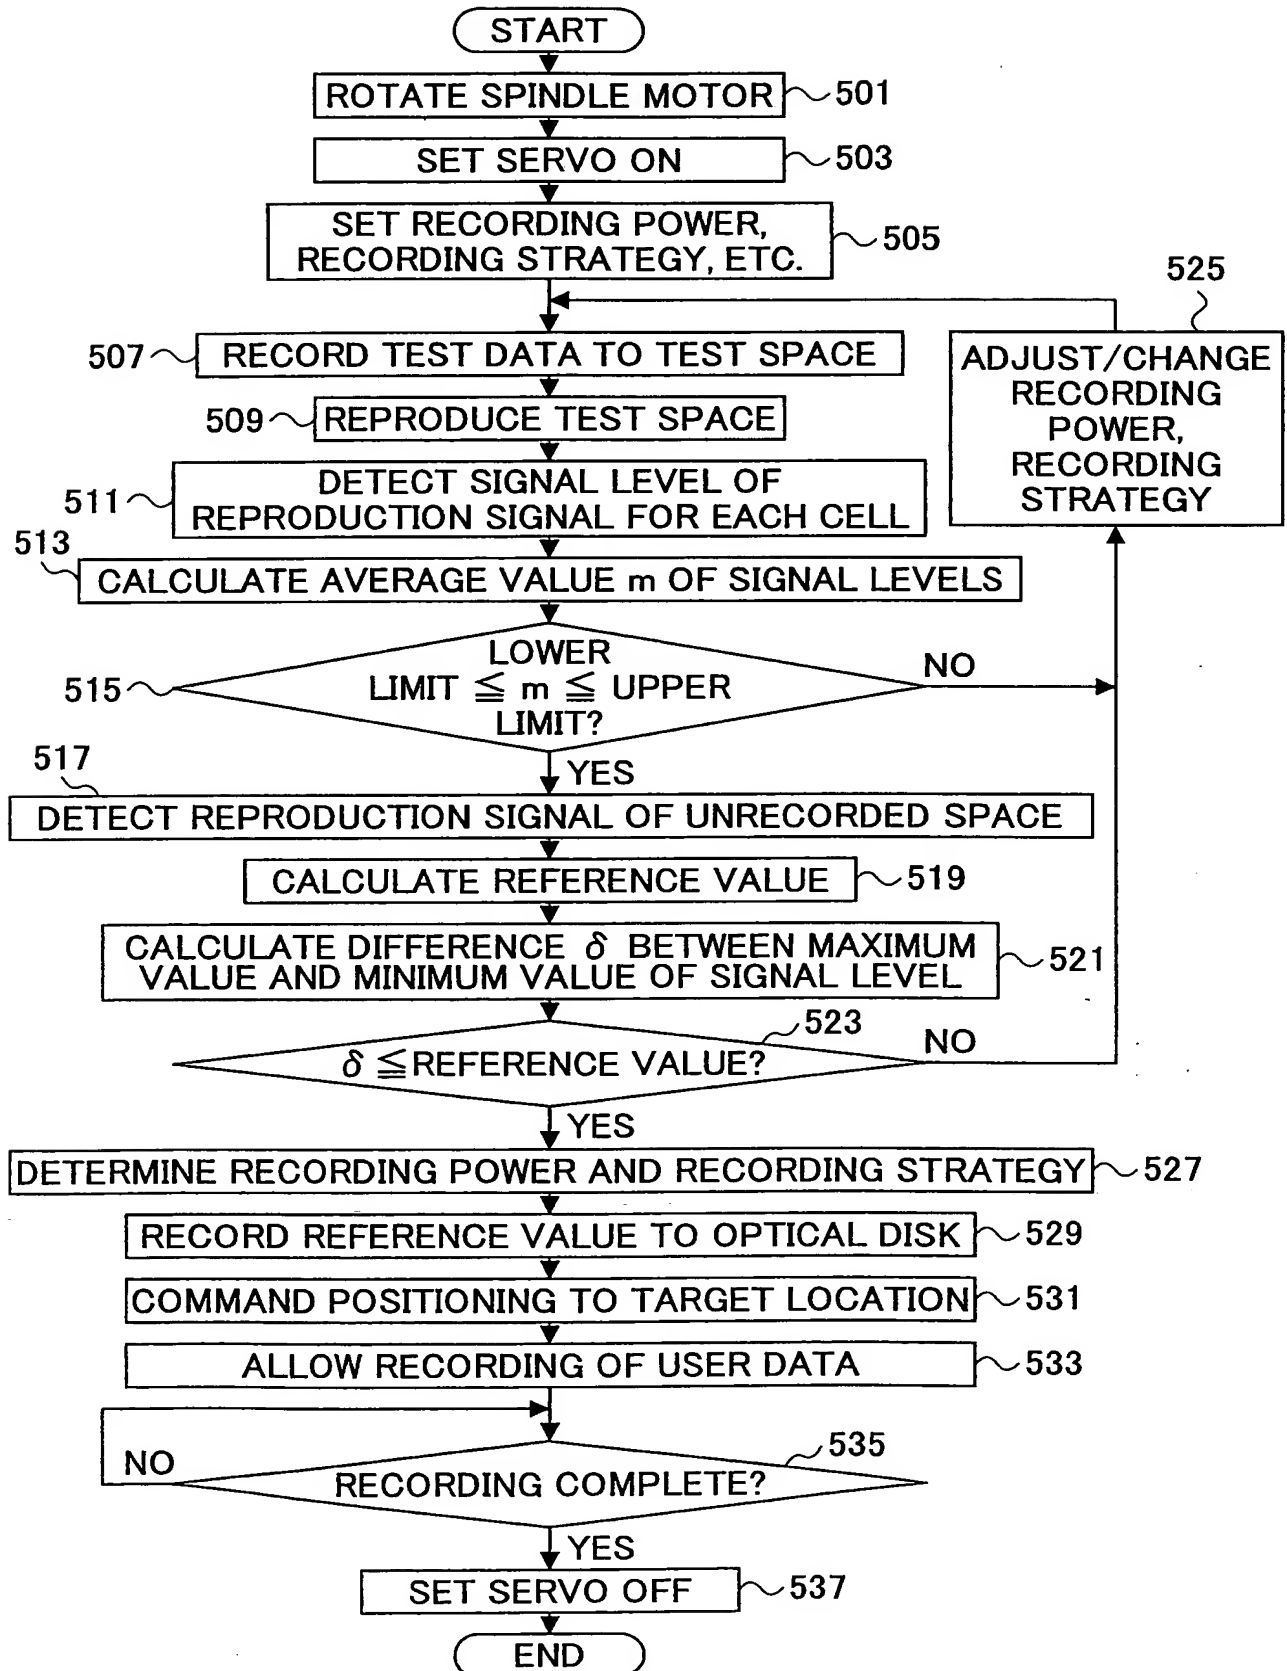 START
ROTATE SPINDLE MOTOR
501
SET SERVO ON
503
SET RECORDING POWER,
RECORDING STRATEGY, ETC.
505
525
ADJUST/CHANGE
RECORDING
POWER,
RECORDING
STRATEGY
507
RECORD TEST DATA TO TEST SPACE
509
REPRODUCE TEST SPACE
511
DETECT SIGNAL LEVEL OF
REPRODUCTION SIGNAL FOR EACH CELL
513
CALCULATE AVERAGE VALUE m OF SIGNAL LEVELS
515
LOWER
LIMIT ≦ m ≦ UPPER
LIMIT?
NO
YES
517
DETECT REPRODUCTION SIGNAL OF UNRECORDED SPACE
CALCULATE REFERENCE VALUE
519
CALCULATE DIFFERENCE δ BETWEEN MAXIMUM
VALUE AND MINIMUM VALUE OF SIGNAL LEVEL
521
523
δ ≦REFERENCE VALUE?
NO
YES
DETERMINE RECORDING POWER AND RECORDING STRATEGY
527
RECORD REFERENCE VALUE TO OPTICAL DISK
529
COMMAND POSITIONING TO TARGET LOCATION
531
ALLOW RECORDING OF USER DATA
533
535
NO
RECORDING COMPLETE?
YES
SET SERVO OFF
537
END